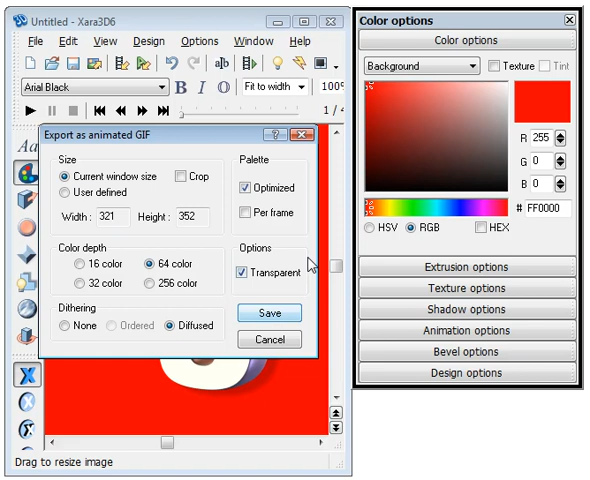 Untitled - Xara3D6
File Edit View Design Options Window Help
a|b
Arial Black B I O Fit to width 100%
1 / 4
Aa
Export as animated GIF
Size
Current window size Crop
User defined
Width : 321 Height : 352
Palette
Optimized
Per frame
Color depth
16 color 64 color
32 color 256 color
Options
Transparent
Dithering
None Ordered Diffused
Save
Cancel
Drag to resize image
Color options
Color options
Background Texture Tint
R 255
G 0
B 0
# FF0000
HSV RGB HEX
Extrusion options
Texture options
Shadow options
Animation options
Bevel options
Design options